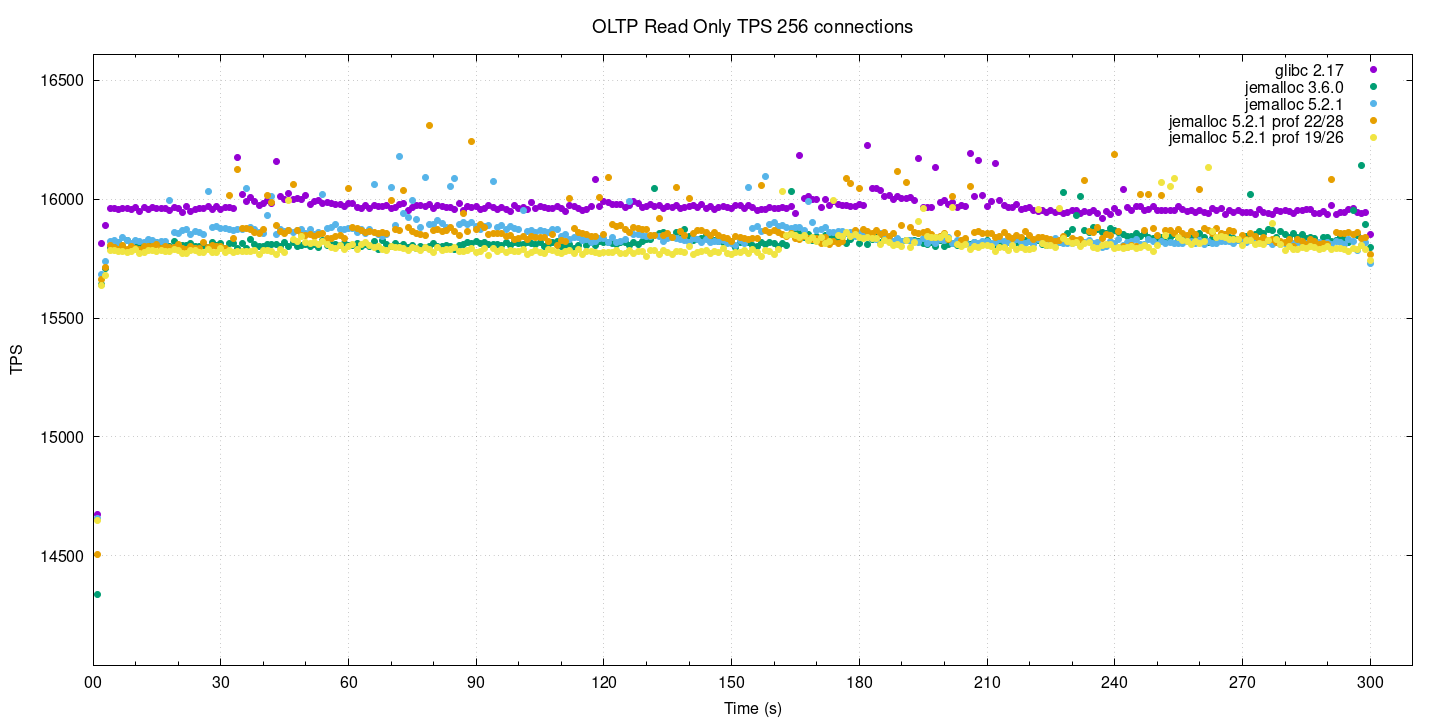 OLTP Read Only TPS 256 connections
16500
16000
15500
15000
14500
TPS
glibc 2.17
jemalloc 3.6.0
jemalloc 5.2.1
jemalloc 5.2.1 prof 22/28
jemalloc 5.2.1 prof 19/26
00 30 60 90 120 150 180 210 240 270 300
Time (s)